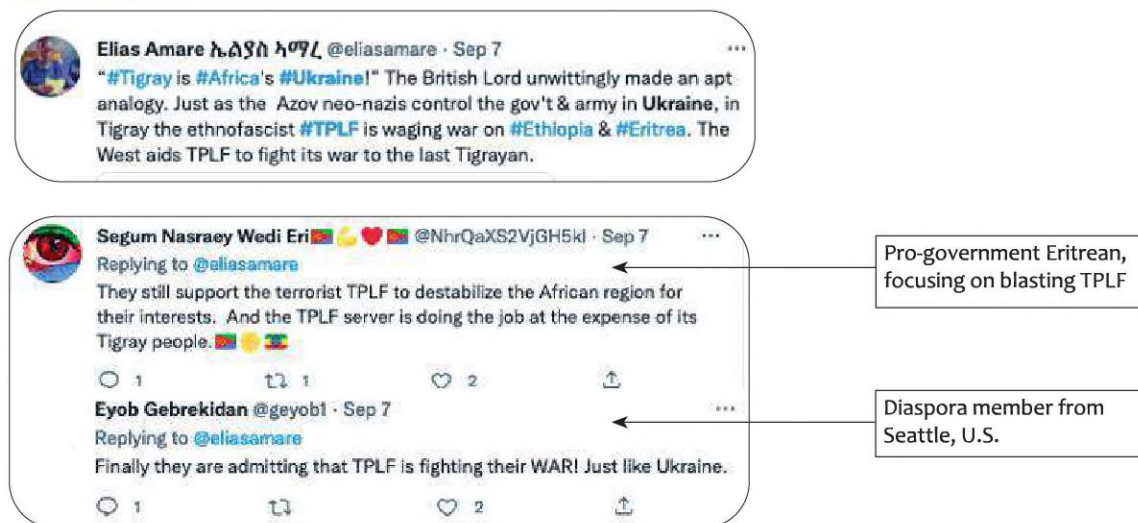 Elias Amare ኤልያስ ኣማረ @eliasamare · Sep 7
"#Tigray is #Africa's #Ukraine!" The British Lord unwittingly made an apt
analogy. Just as the Azov neo-nazis control the gov't & army in Ukraine, in
Tigray the ethnofascist #TPLF is waging war on #Ethiopia & #Eritrea. The
West aids TPLF to fight its war to the last Tigrayan.
Segum Nasraey Wedi Eri🇪🇷💪❤️🇪🇷 @NhrQaXS2VjGH5kl · Sep 7
Replying to @eliasamare
They still support the terrorist TPLF to destabilize the African region for
their interests. And the TPLF server is doing the job at the expense of its
Tigray people.
1 1 2
Eyob Gebrekidan @geyob1 · Sep 7
Replying to @eliasamare
Finally they are admitting that TPLF is fighting their WAR! Just like Ukraine.
1 2
Pro-government Eritrean,
focusing on blasting TPLF
Diaspora member from
Seattle, U.S.